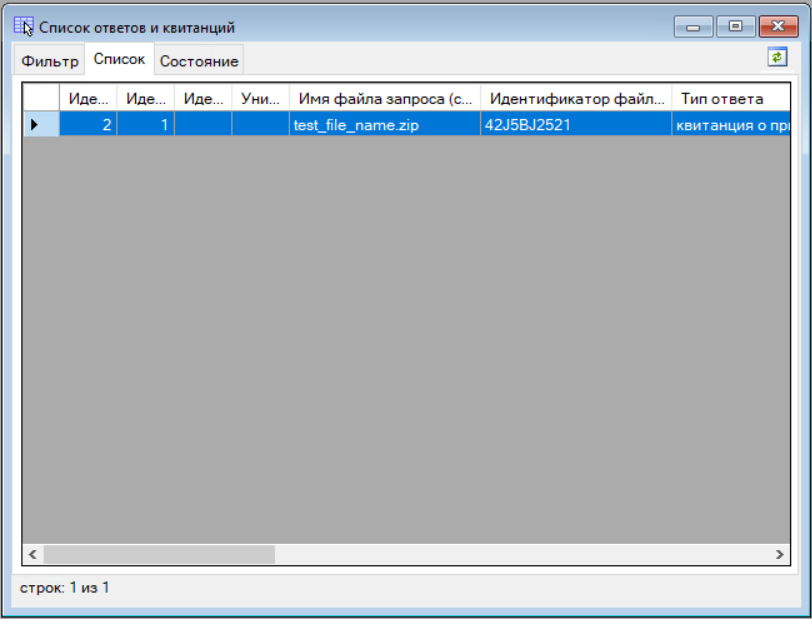 Список ответов и квитанций
Фильтр Список Состояние
Иде... Иде... Иде... Уни... Имя файла запроса (с... Идентификатор файл... Тип ответа
2 1 test_file_name.zip 42J5BJ2521 квитанция о при
строк: 1 из 1